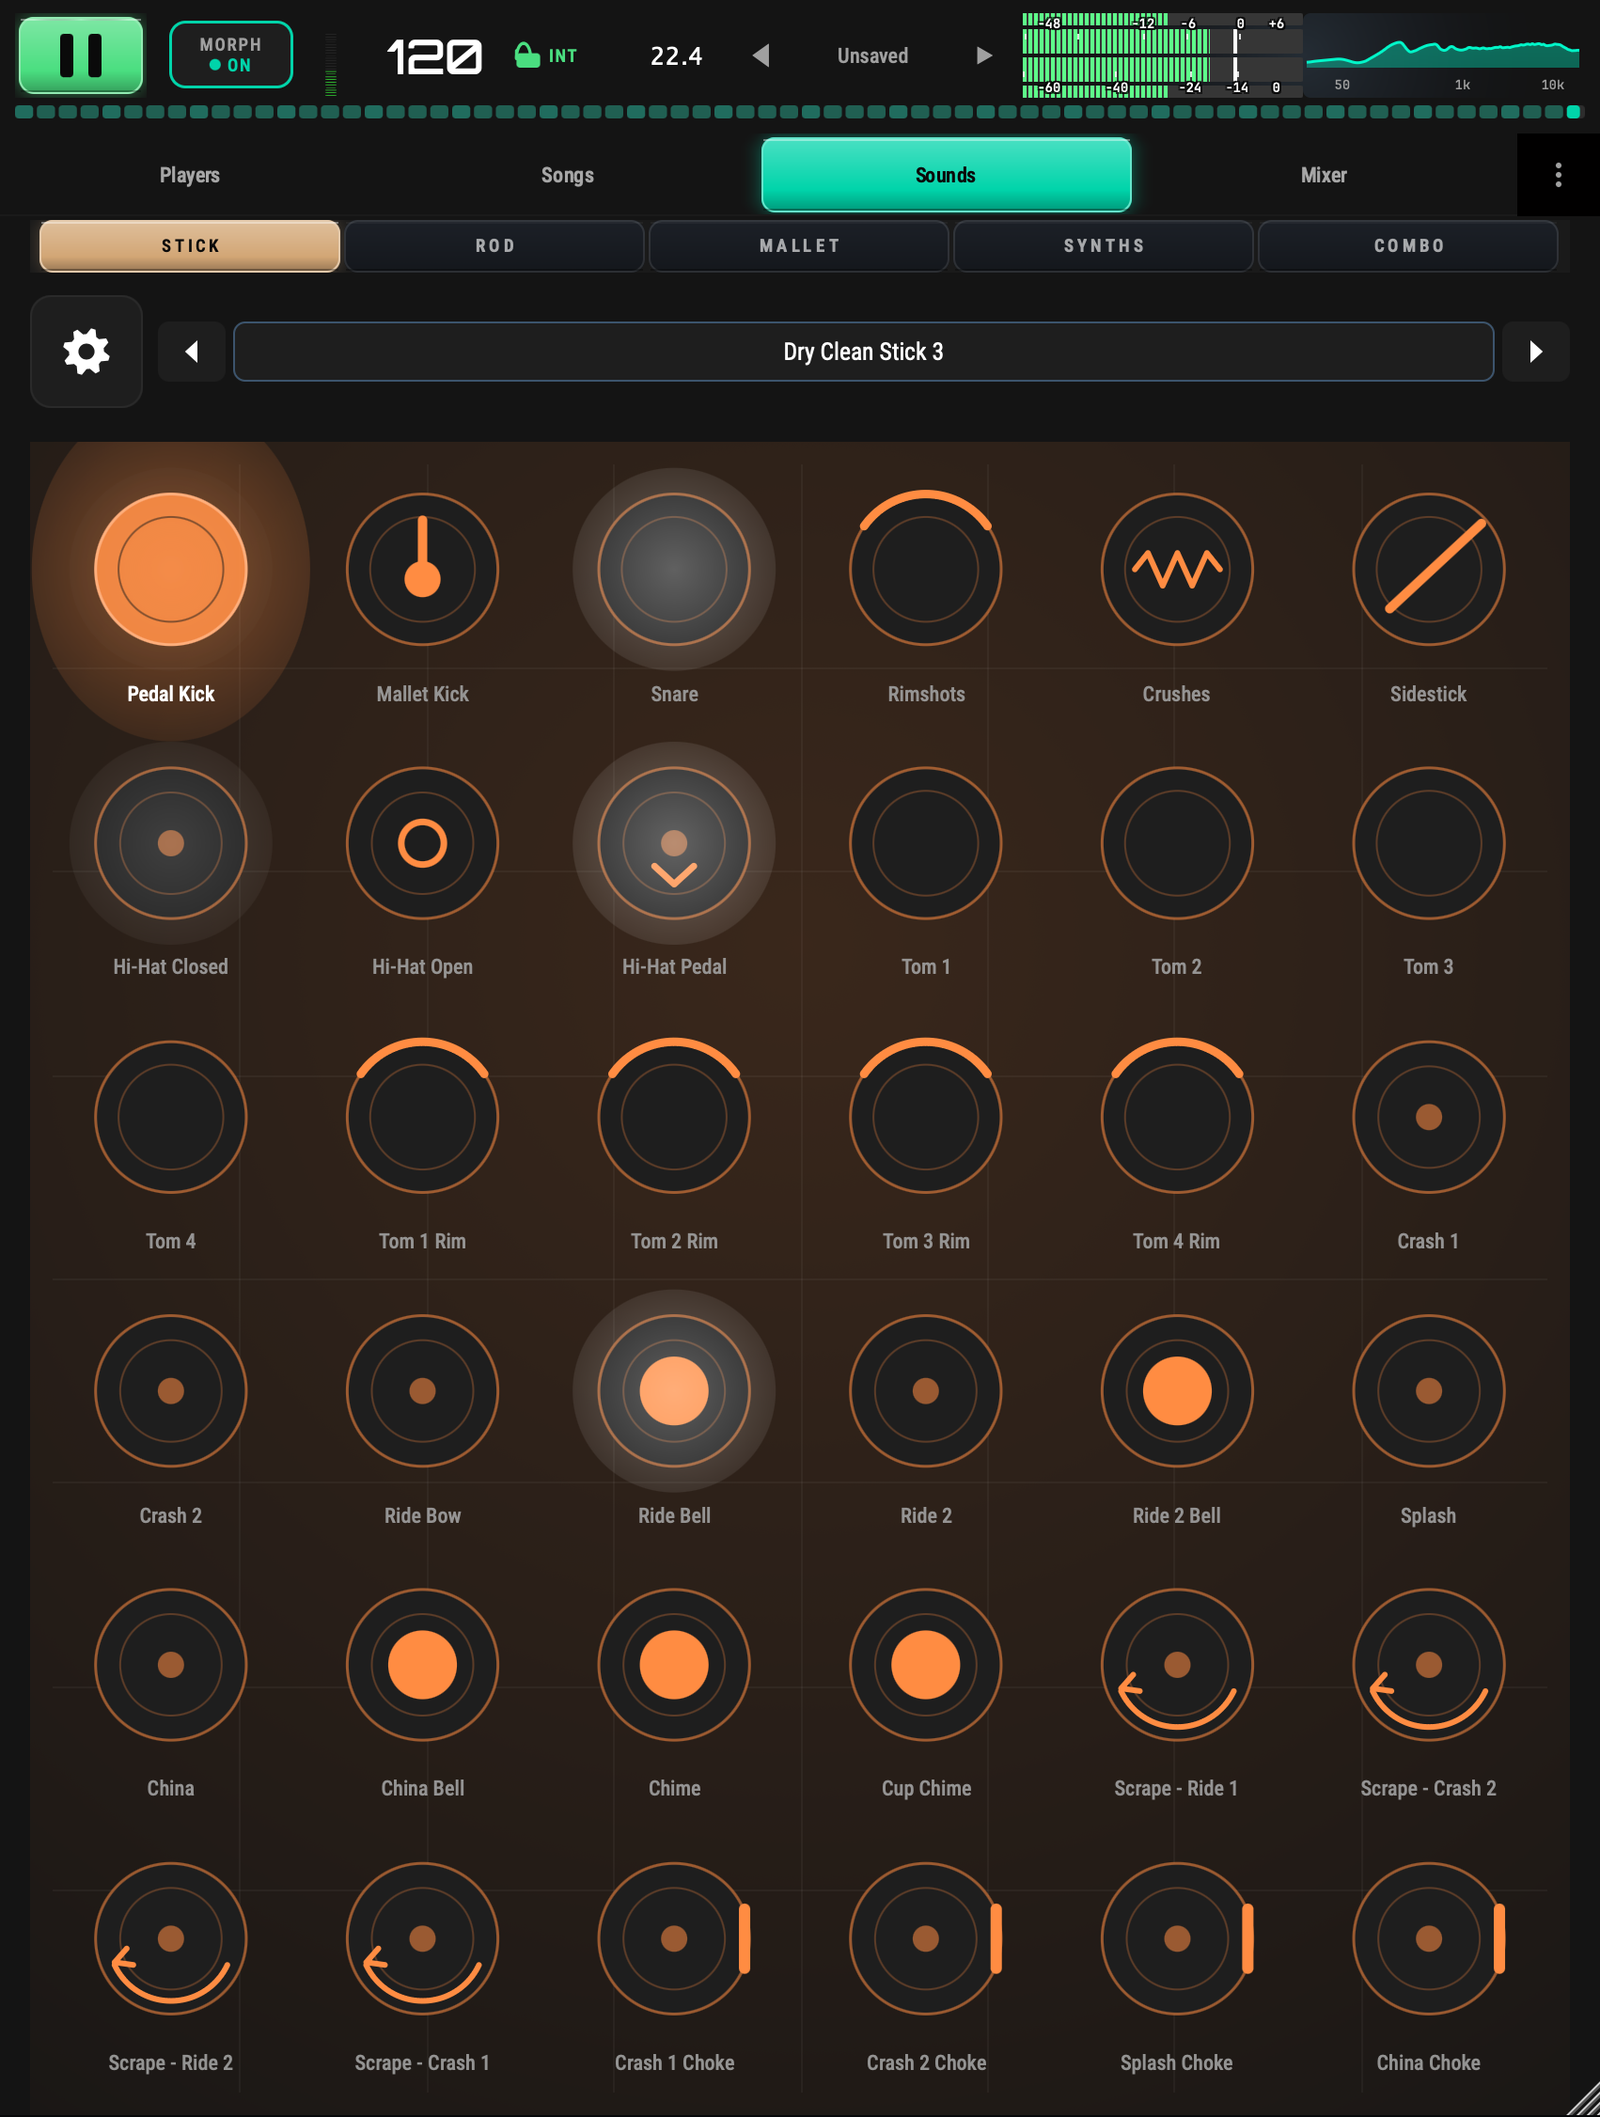 MORPH
ON
120
INT
22.4
Unsaved
-48 -12 -6 0 +6
-60 -40 -24 -14 0
50 1k 10k
Players Songs Sounds Mixer
STICK ROD MALLET SYNTHS COMBO
Dry Clean Stick 3
Pedal Kick Mallet Kick Snare Rimshots Crushes Sidestick
Hi-Hat Closed Hi-Hat Open Hi-Hat Pedal Tom 1 Tom 2 Tom 3
Tom 4 Tom 1 Rim Tom 2 Rim Tom 3 Rim Tom 4 Rim Crash 1
Crash 2 Ride Bow Ride Bell Ride 2 Ride 2 Bell Splash
China China Bell Chime Cup Chime Scrape - Ride 1 Scrape - Crash 2
Scrape - Ride 2 Scrape - Crash 1 Crash 1 Choke Crash 2 Choke Splash Choke China Choke